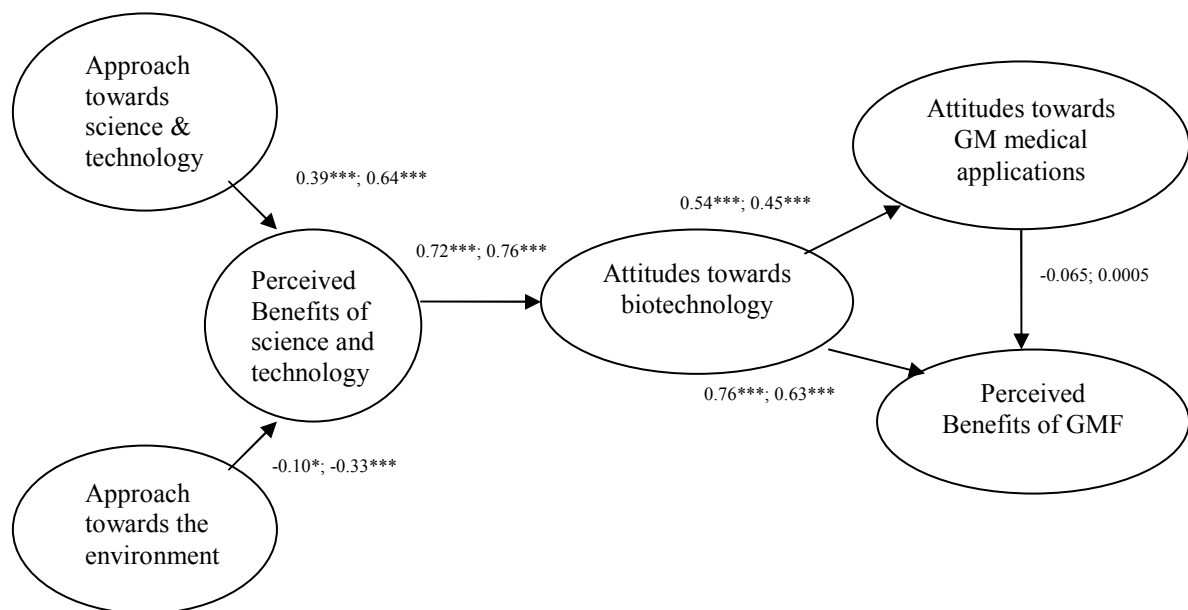 Approach
towards
science &
technology
0.39***; 0.64***
Perceived
Benefits of
science and
technology
Approach
towards the
environment
-0.10*; -0.33***
0.72***; 0.76***
Attitudes towards
biotechnology
0.54***; 0.45***
Attitudes towards
GM medical
applications
-0.065; 0.0005
0.76***; 0.63***
Perceived
Benefits of GMF